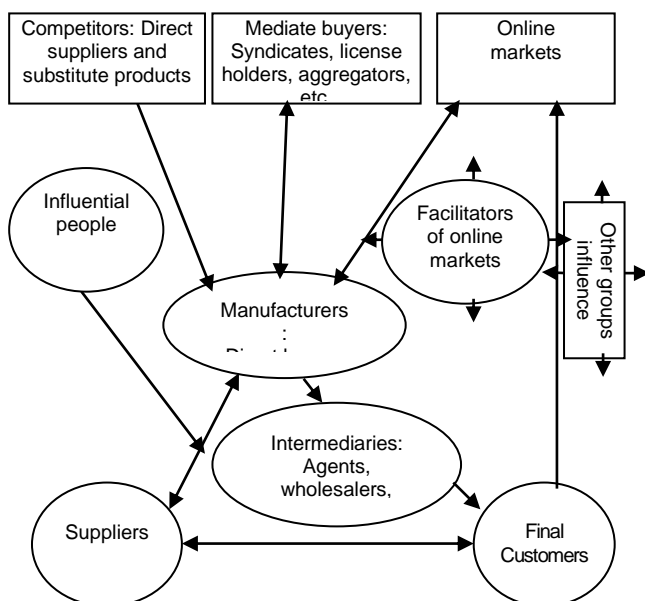 Competitors: Direct
suppliers and
substitute products
Mediate buyers:
Syndicates, license
holders, aggregators,
etc
Online
markets
Influential
people
Facilitators
of online
markets
Other groups
influence
Manufacturers
:
Intermediaries:
Agents,
wholesalers,
Suppliers
Final
Customers